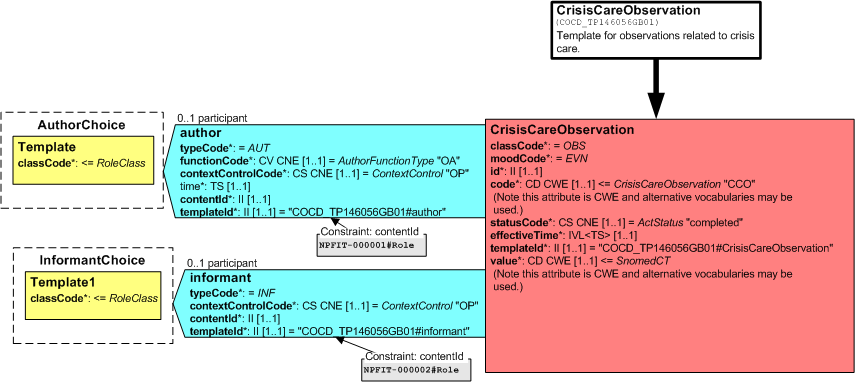 CrisisCareObservation
(COCD_TP146056GB01)
Template for observations related to crisis
care.
0..1 participant
AuthorChoice
Template
classCode*: <= RoleClass
author
typeCode*: = AUT
functionCode*: CV CNE [1..1] = AuthorFunctionType "OA"
contextControlCode*: CS CNE [1..1] = ContextControl "OP"
time*: TS [1..1]
contentId*: II [1..1]
templateId*: II [1..1] = "COCD_TP146056GB01#author"
Constraint: contentId
NPFIT-000001#Role
CrisisCareObservation
classCode*: = OBS
moodCode*: = EVN
id*: II [1..1]
code*: CD CWE [1..1] <= CrisisCareObservation "CCO"
(Note this attribute is CWE and alternative vocabularies may be
used.)
statusCode*: CS CNE [1..1] = ActStatus "completed"
effectiveTime*: IVL<TS> [1..1]
templateId*: II [1..1] = "COCD_TP146056GB01#CrisisCareObservation"
value*: CD CWE [1..1] <= SnomedCT
(Note this attribute is CWE and alternative vocabularies may be
used.)
0..1 participant
InformantChoice
Template1
classCode*: <= RoleClass
informant
typeCode*: = INF
contextControlCode*: CS CNE [1..1] = ContextControl "OP"
contentId*: II [1..1]
templateId*: II [1..1] = "COCD_TP146056GB01#informant"
Constraint: contentId
NPFIT-000002#Role